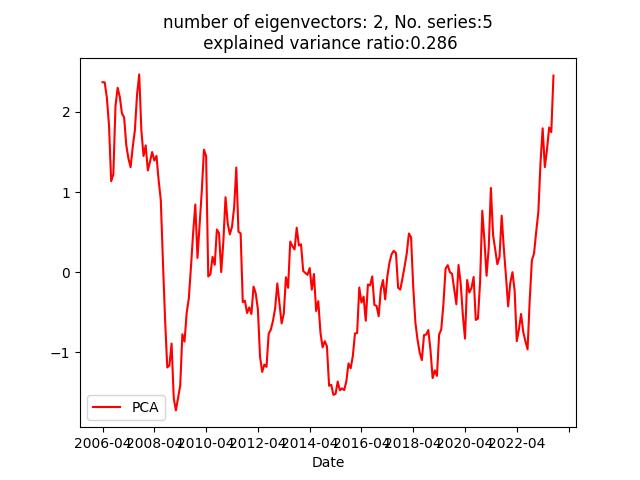 number of eigenvectors: 2, No. series:5
explained variance ratio:0.286
2
1
0
−1
PCA
2006-04 2008-04 2010-04 2012-04 2014-04 2016-04 2018-04 2020-04 2022-04
Date